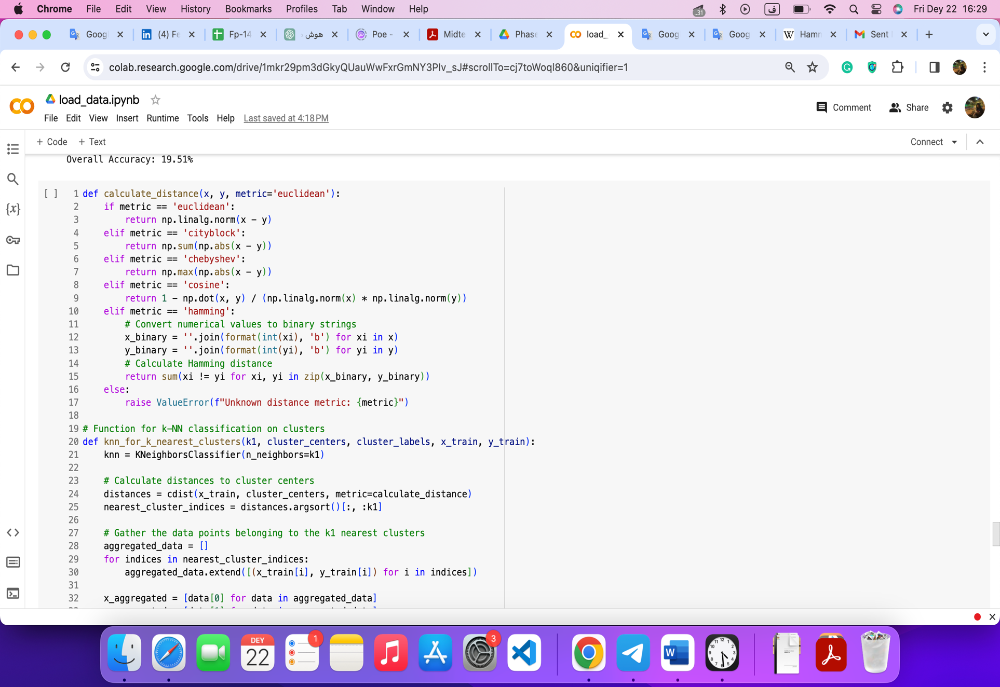 Chrome File Edit View History Bookmarks Profiles Tab Window Help .31 ف Fri Dey 22 16:29
Goog (4) Fe Fp-14 هوش Poe - Midte Phase load_ Goog Goog W Hamm Sent
colab.research.google.com/drive/1mkr29pm3dGkyQUauWwFxrGmNY3PIv_sJ#scrollTo=cj7toWoql860&uniqifier=1
load_data.ipynb
Comment Share
File Edit View Insert Runtime Tools Help Last saved at 4:18 PM
+ Code + Text Connect
Overall Accuracy: 19.51%
[ ] 1 def calculate_distance(x, y, metric='euclidean'):
2 if metric == 'euclidean':
3 return np.linalg.norm(x - y)
4 elif metric == 'cityblock':
5 return np.sum(np.abs(x - y))
6 elif metric == 'chebyshev':
7 return np.max(np.abs(x - y))
8 elif metric == 'cosine':
9 return 1 - np.dot(x, y) / (np.linalg.norm(x) * np.linalg.norm(y))
10 elif metric == 'hamming':
11 # Convert numerical values to binary strings
12 x_binary = ''.join(format(int(xi), 'b') for xi in x)
13 y_binary = ''.join(format(int(yi), 'b') for yi in y)
14 # Calculate Hamming distance
15 return sum(xi != yi for xi, yi in zip(x_binary, y_binary))
16 else:
17 raise ValueError(f"Unknown distance metric: {metric}")
18
19 # Function for k-NN classification on clusters
20 def knn_for_k_nearest_clusters(k1, cluster_centers, cluster_labels, x_train, y_train):
21 knn = KNeighborsClassifier(n_neighbors=k1)
22
23 # Calculate distances to cluster centers
24 distances = cdist(x_train, cluster_centers, metric=calculate_distance)
25 nearest_cluster_indices = distances.argsort()[:, :k1]
26
27 # Gather the data points belonging to the k1 nearest clusters
28 aggregated_data = []
29 for indices in nearest_cluster_indices:
30 aggregated_data.extend([(x_train[i], y_train[i]) for i in indices])
31
32 x_aggregated = [data[0] for data in aggregated_data]
DEY
22
1
3
W